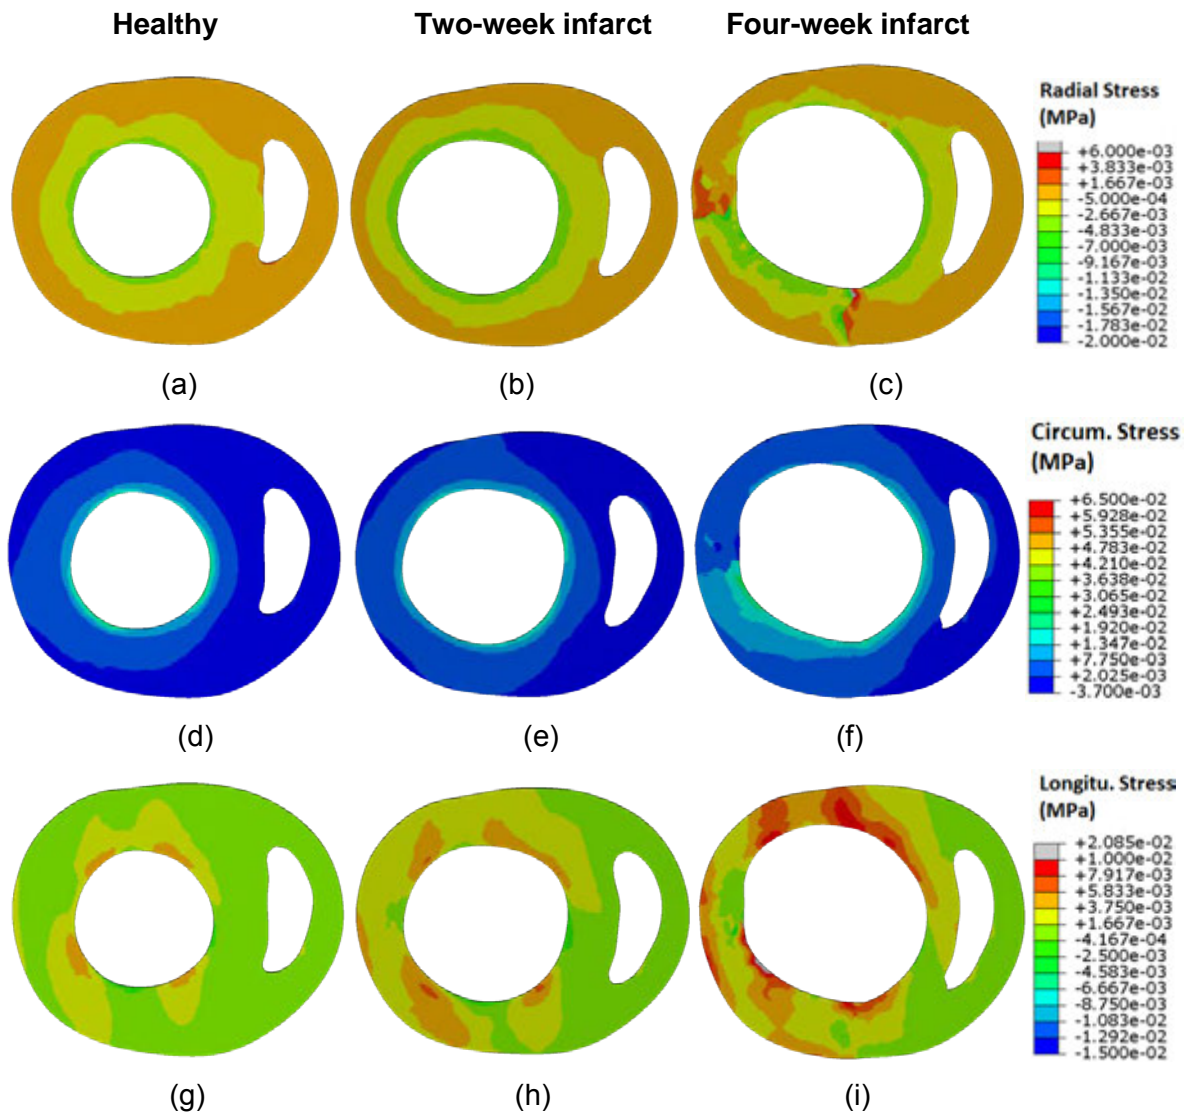 Healthy
Two-week infarct
Four-week infarct
Radial Stress
(MPa)
+6.000e-03
+3.833e-03
+1.667e-03
-5.000e-04
-2.667e-03
-4.833e-03
-7.000e-03
-9.167e-03
-1.133e-02
-1.350e-02
-1.567e-02
-1.783e-02
-2.000e-02
(a)
(b)
(c)
Circum. Stress
(MPa)
+6.500e-02
+5.928e-02
+5.355e-02
+4.783e-02
+4.210e-02
+3.638e-02
+3.065e-02
+2.493e-02
+1.920e-02
+1.347e-02
+7.750e-03
+2.025e-03
-3.700e-03
(d)
(e)
(f)
Longitu. Stress
(MPa)
+2.085e-02
+1.000e-02
+7.917e-03
+5.833e-03
+3.750e-03
+1.667e-03
-4.167e-04
-2.500e-03
-4.583e-03
-6.667e-03
-8.750e-03
-1.083e-02
-1.292e-02
-1.500e-02
(g)
(h)
(i)